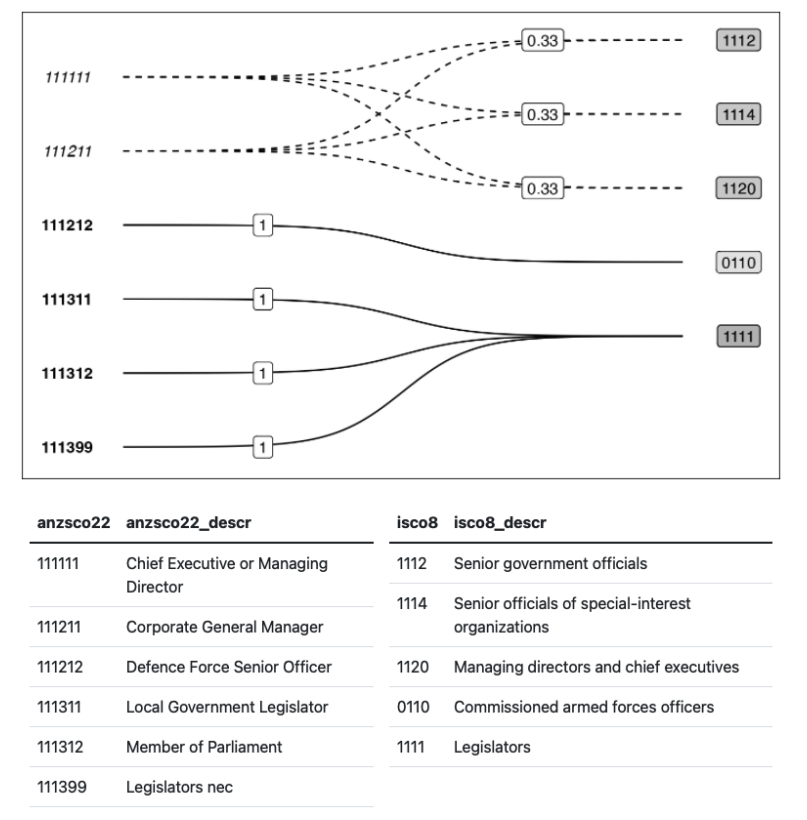 0.33
1112
111111
0.33
1114
111211
0.33
1120
111212
1
0110
111311
1
1111
111312
1
111399
1
anzsco22 anzsco22_descr
111111 Chief Executive or Managing
Director
111211 Corporate General Manager
111212 Defence Force Senior Officer
111311 Local Government Legislator
111312 Member of Parliament
111399 Legislators nec
isco8 isco8_descr
1112 Senior government officials
1114 Senior officials of special-interest
organizations
1120 Managing directors and chief executives
0110 Commissioned armed forces officers
1111 Legislators